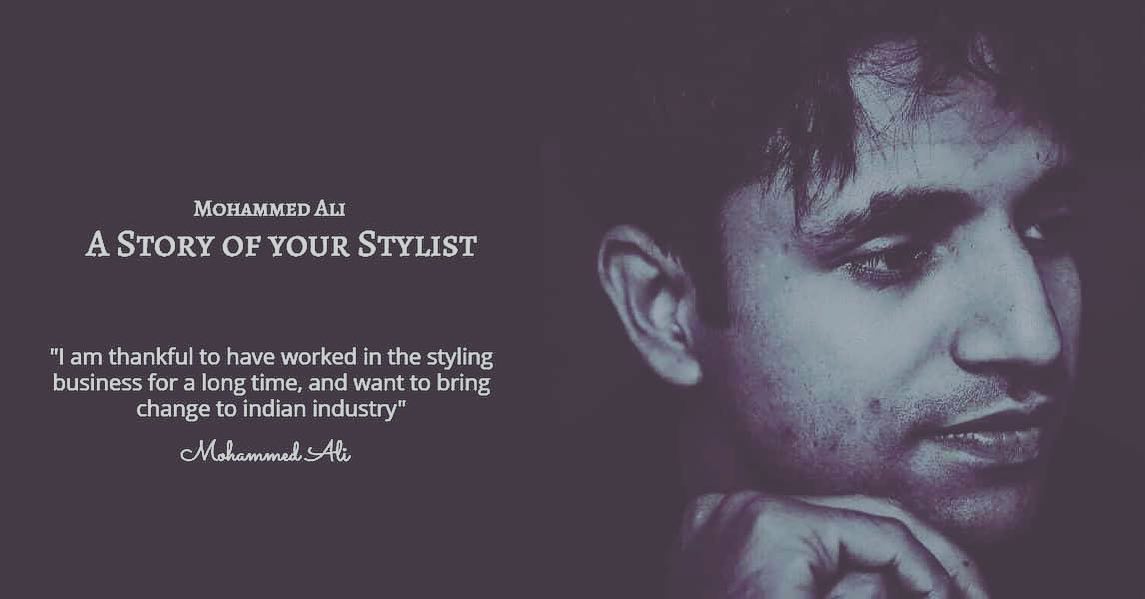 Mohammed Ali
A Story of your Stylist
"I am thankful to have worked in the styling
business for a long time, and want to bring
change to indian industry"
Mohammed Ali